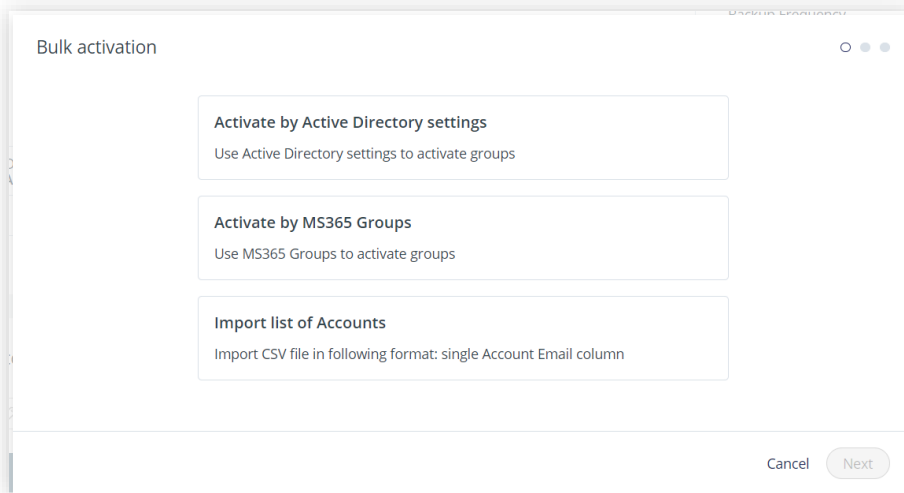 Backup Frequency
Bulk activation
Activate by Active Directory settings
Use Active Directory settings to activate groups
Activate by MS365 Groups
Use MS365 Groups to activate groups
Import list of Accounts
Import CSV file in following format: single Account Email column
Cancel
Next